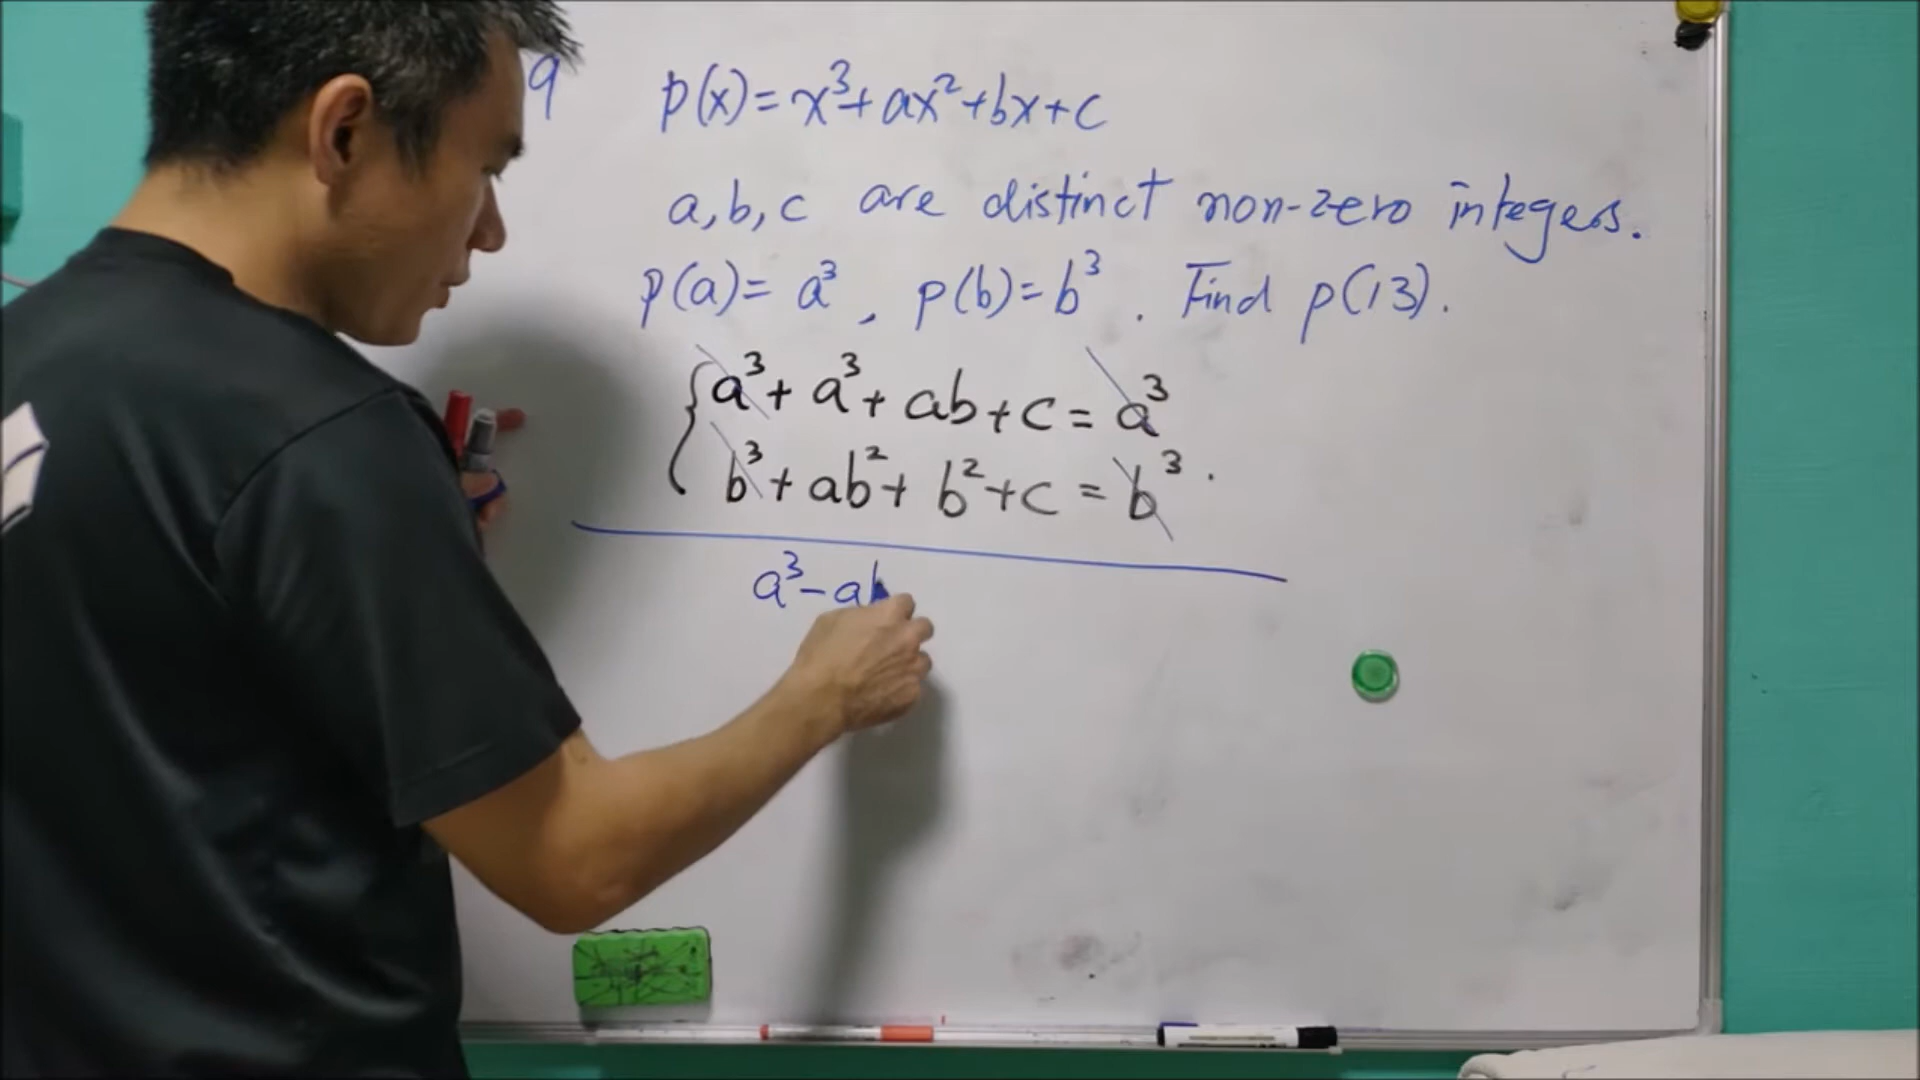 9 p(x)=x³+ax²+bx+c
a,b,c are distinct non-zero integers.
p(a)=a³, p(b)=b³. Find p(13).
a³+a³+ab+c=a³
b³+ab²+b²+c=b³.
a³-ab